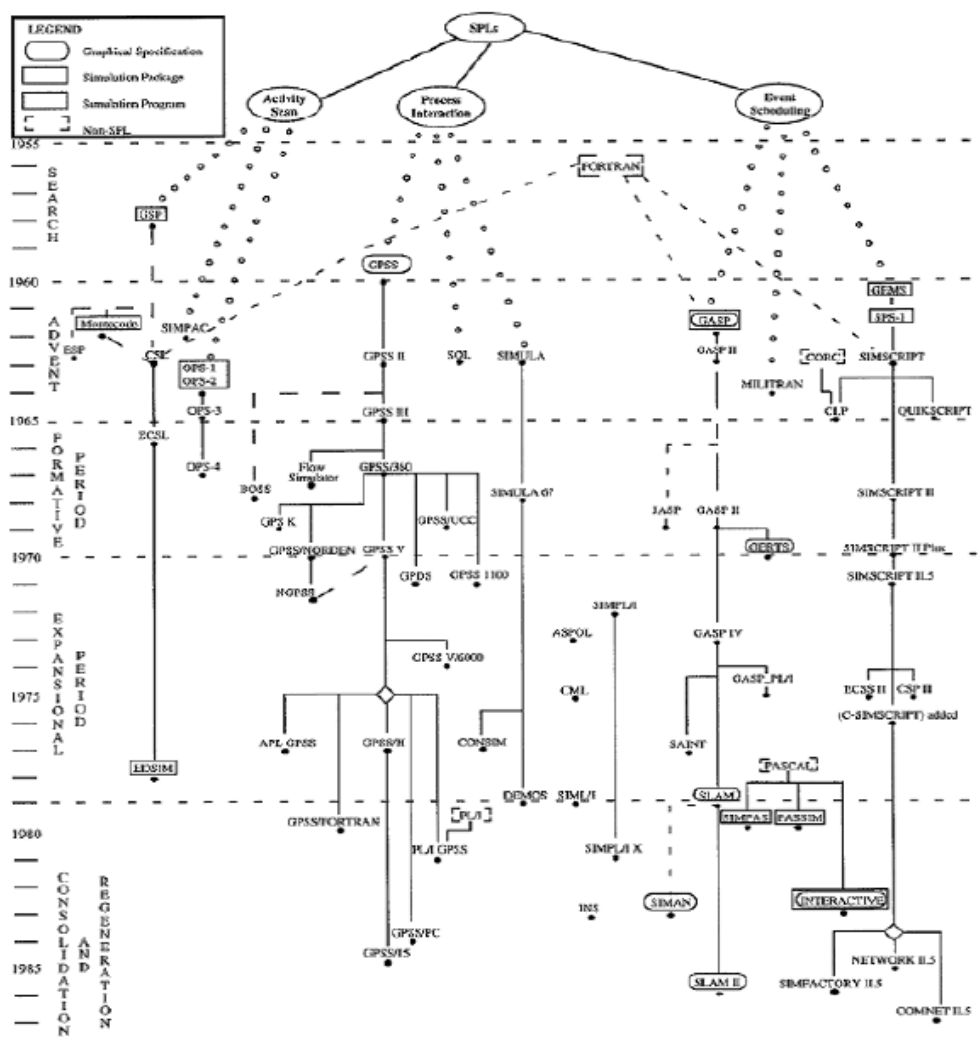 SPLs
LEGEND
Graphical Specification
Simulation Package
Simulation Program
Non-SPL
Activity
Scan
Process
Interaction
Event
Scheduling
1955
FORTRAN
SEARCH
GSP
GPSS
1960
GEMS
SPS-1
ADVENT
Montecode
SIMPAC
GASP
ESP
CSL
GPSS II
SOL
SIMULA
GASP II
CORC
SIMSCRIPT
OPS-1
OPS-2
MILITRAN
OPS-3
GPSS III
CLP
QUIKSCRIPT
1965
FORMATIVE
PERIOD
ECSL
OPS-4
BOSS
Flow
Simulator
GPSS/360
SIMULA 67
SIMSCRIPT II
GPS K
GPSS/UCC
JASP
GASP II
GPSS/NORDEN
GPSS V
GERTS
SIMSCRIPT II Plus
1970
NGPSS
GPDS
GPSS 1100
SIMSCRIPT II.5
EXPANSIONAL
PERIOD
SIMPL/I
ASPOL
GASP IV
GPSS V/6000
GASP_PL/I
ECSS II
CSP II
1975
CML
(C-SIMSCRIPT) added
APL GPSS
GPSS/H
CONSIM
SAINT
EDSIM
PASCAL
DEMOS
SIML/I
SLAM
SIMPAS
PASSIM
GPSS/FORTRAN
PL/I
1980
PL/I GPSS
SIMPL/I X
CONSOLIDATION
AND
REGENERATION
SIMAN
INTERACTIVE
INS
GPSS/PC
GPSS/85
NETWORK II.5
1985
SLAM II
SIMFACTORY II.5
COMNET II.5